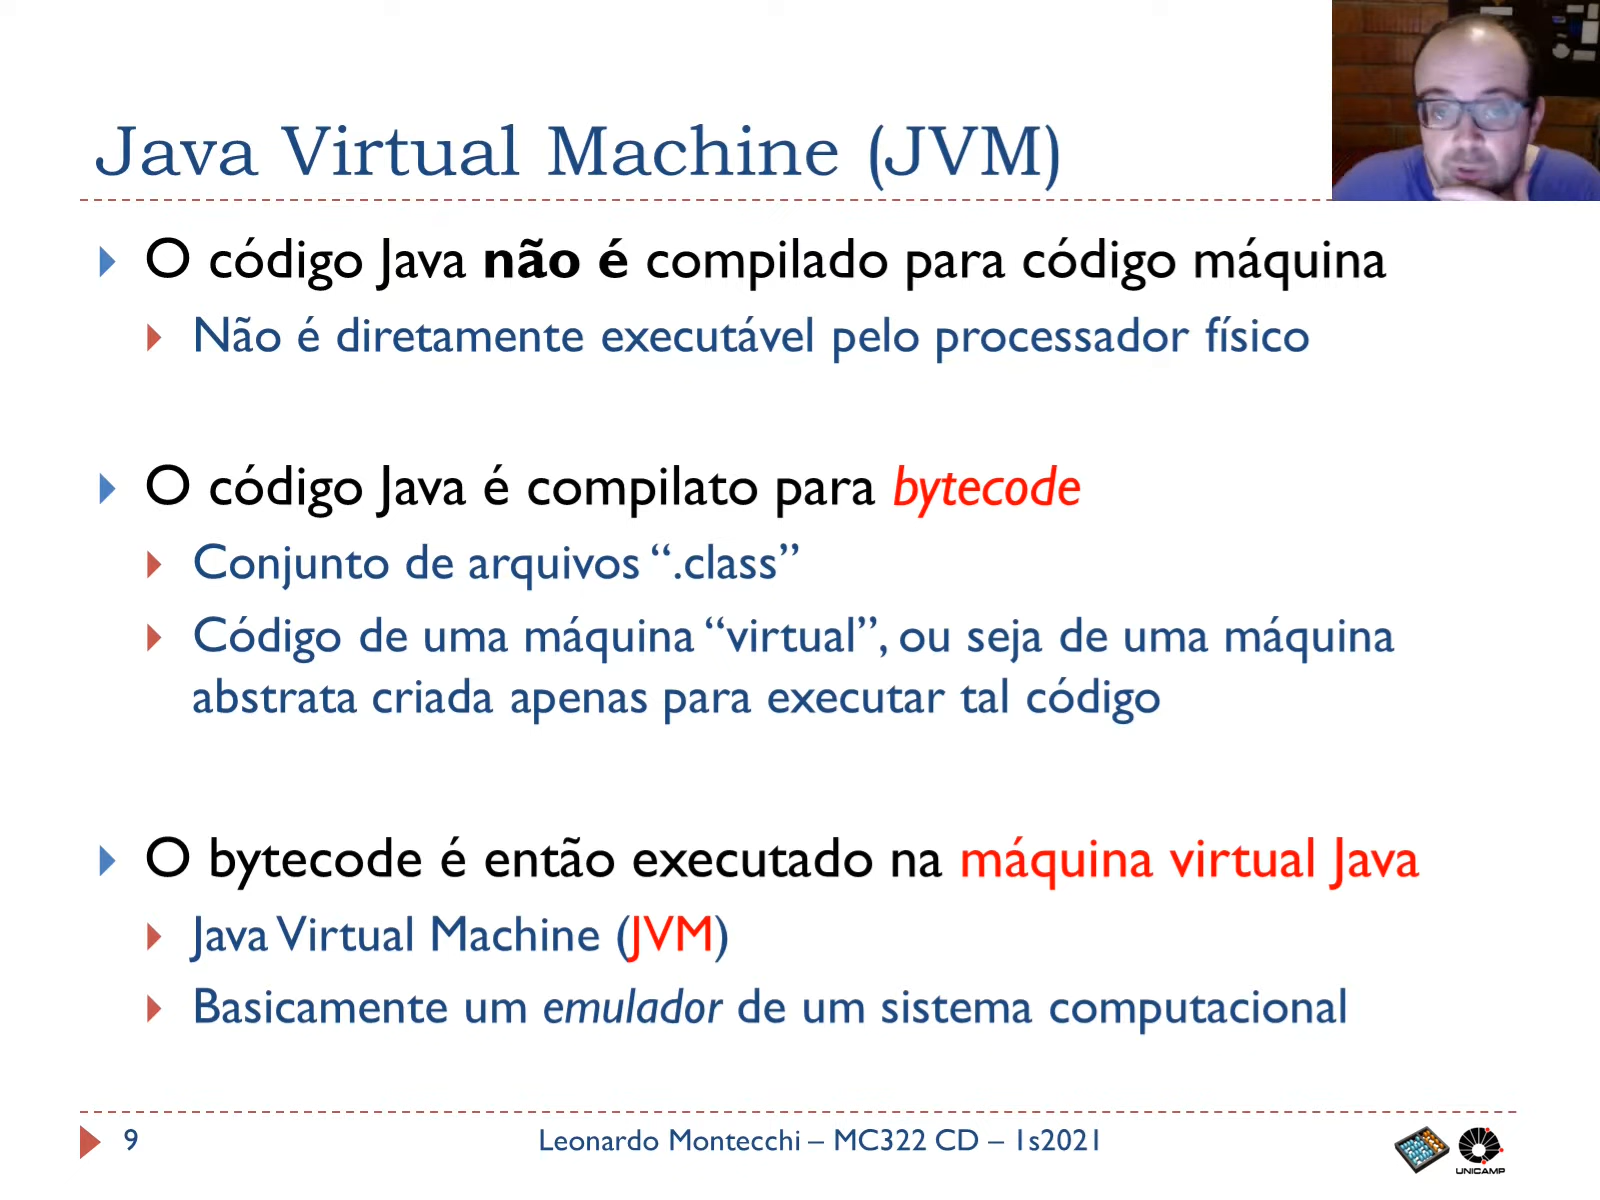 Java Virtual Machine (JVM)
O código Java não é compilado para código máquina
Não é diretamente executável pelo processador físico
O código Java é compilato para bytecode
Conjunto de arquivos “.class”
Código de uma máquina “virtual”, ou seja de uma máquina
abstrata criada apenas para executar tal código
O bytecode é então executado na máquina virtual Java
Java Virtual Machine (JVM)
Basicamente um emulador de um sistema computacional
9
Leonardo Montecchi – MC322 CD – 1s2021
UNICAMP